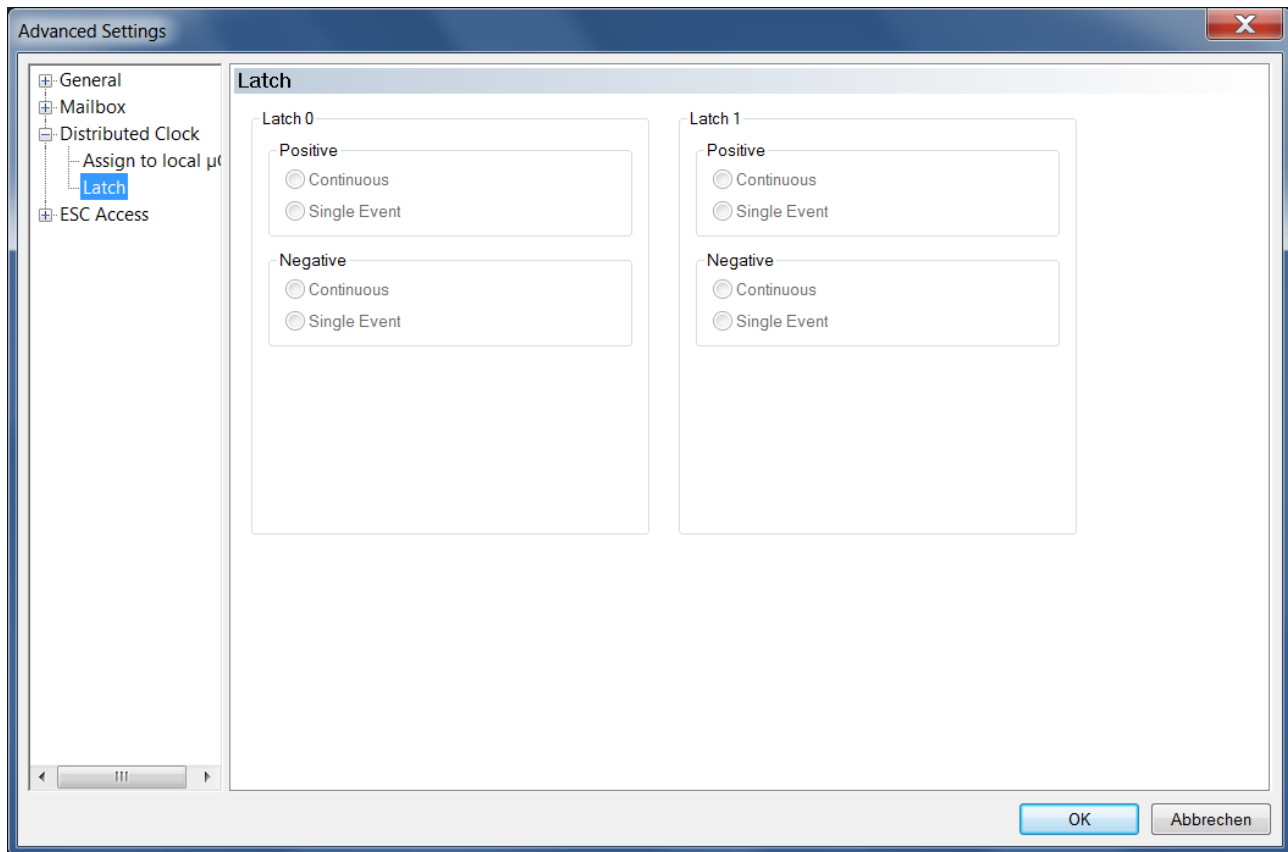 Advanced Settings
General
Mailbox
Distributed Clock
Assign to local µ
Latch
ESC Access
Latch
Latch 0
Positive
Continuous
Single Event
Negative
Continuous
Single Event
Latch 1
Positive
Continuous
Single Event
Negative
Continuous
Single Event
OK
Abbrechen